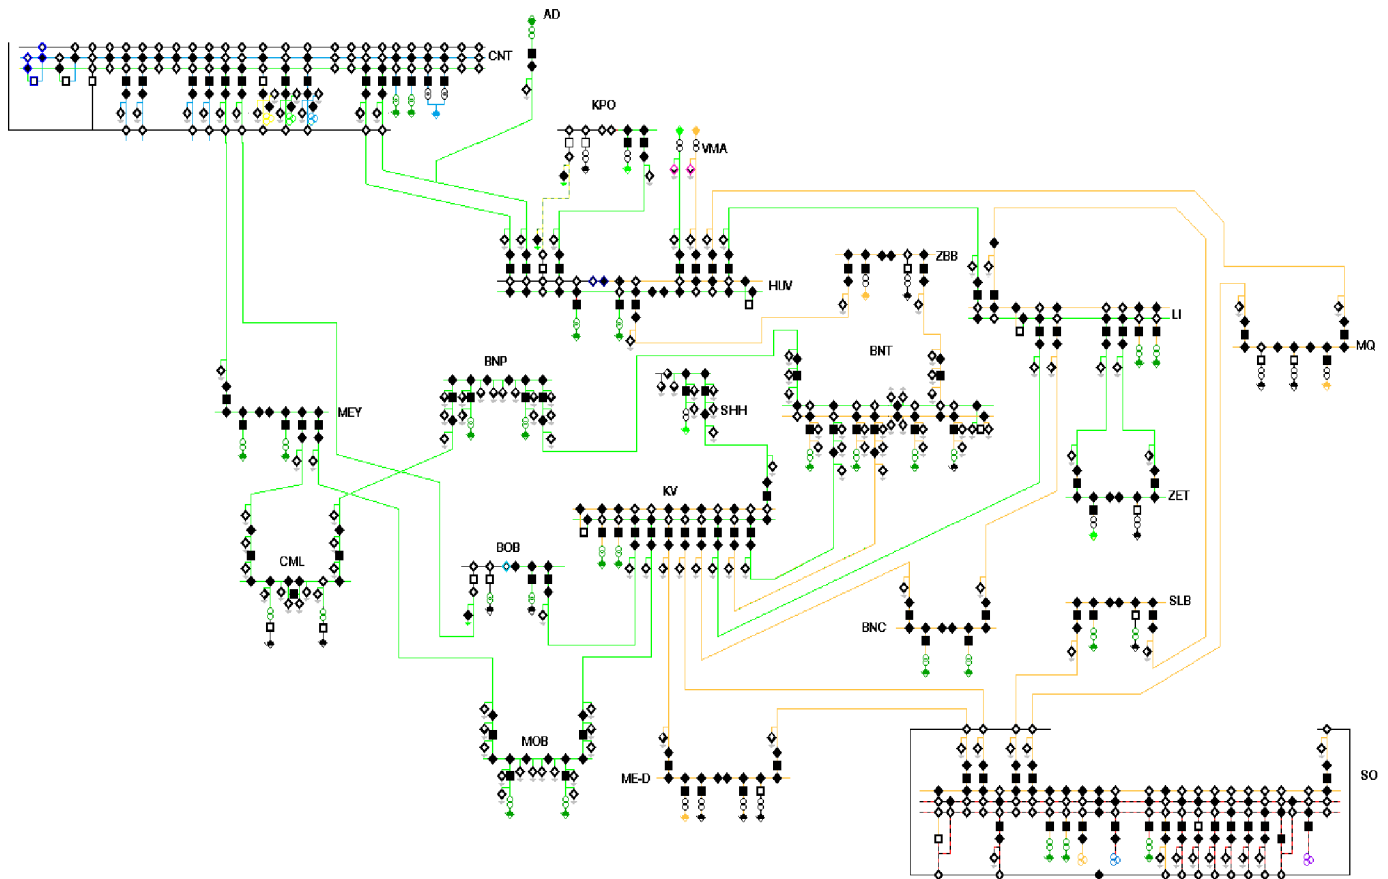 AD
CNT
KPO
VMA
ZBB
HUV
LI
BNT
MQ
BNP
SHH
MEY
KV
ZET
BOB
CML
SLB
BNC
MOB
ME-D
SO